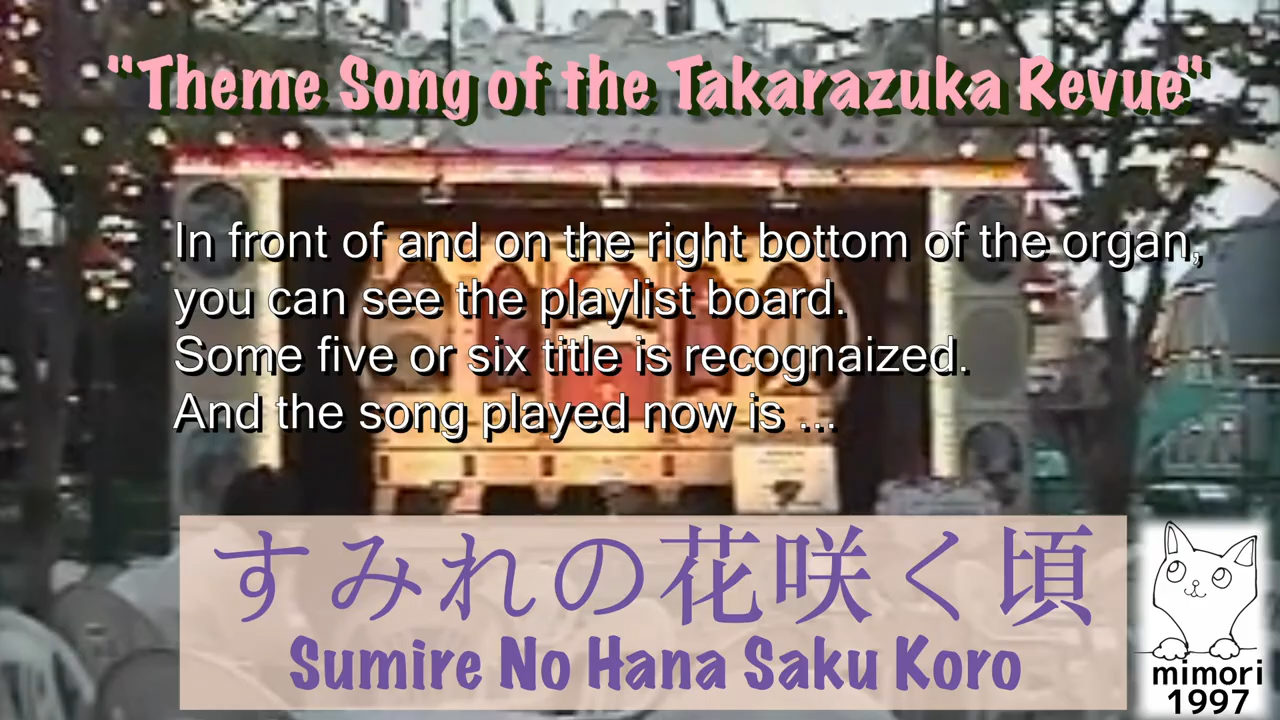 "Theme Song of the Takarazuka Revue"
In front of and on the right bottom of the organ,
you can see the playlist board.
Some five or six title is recognaized.
And the song played now is ...
すみれの花咲く頃
Sumire No Hana Saku Koro
mimori
1997